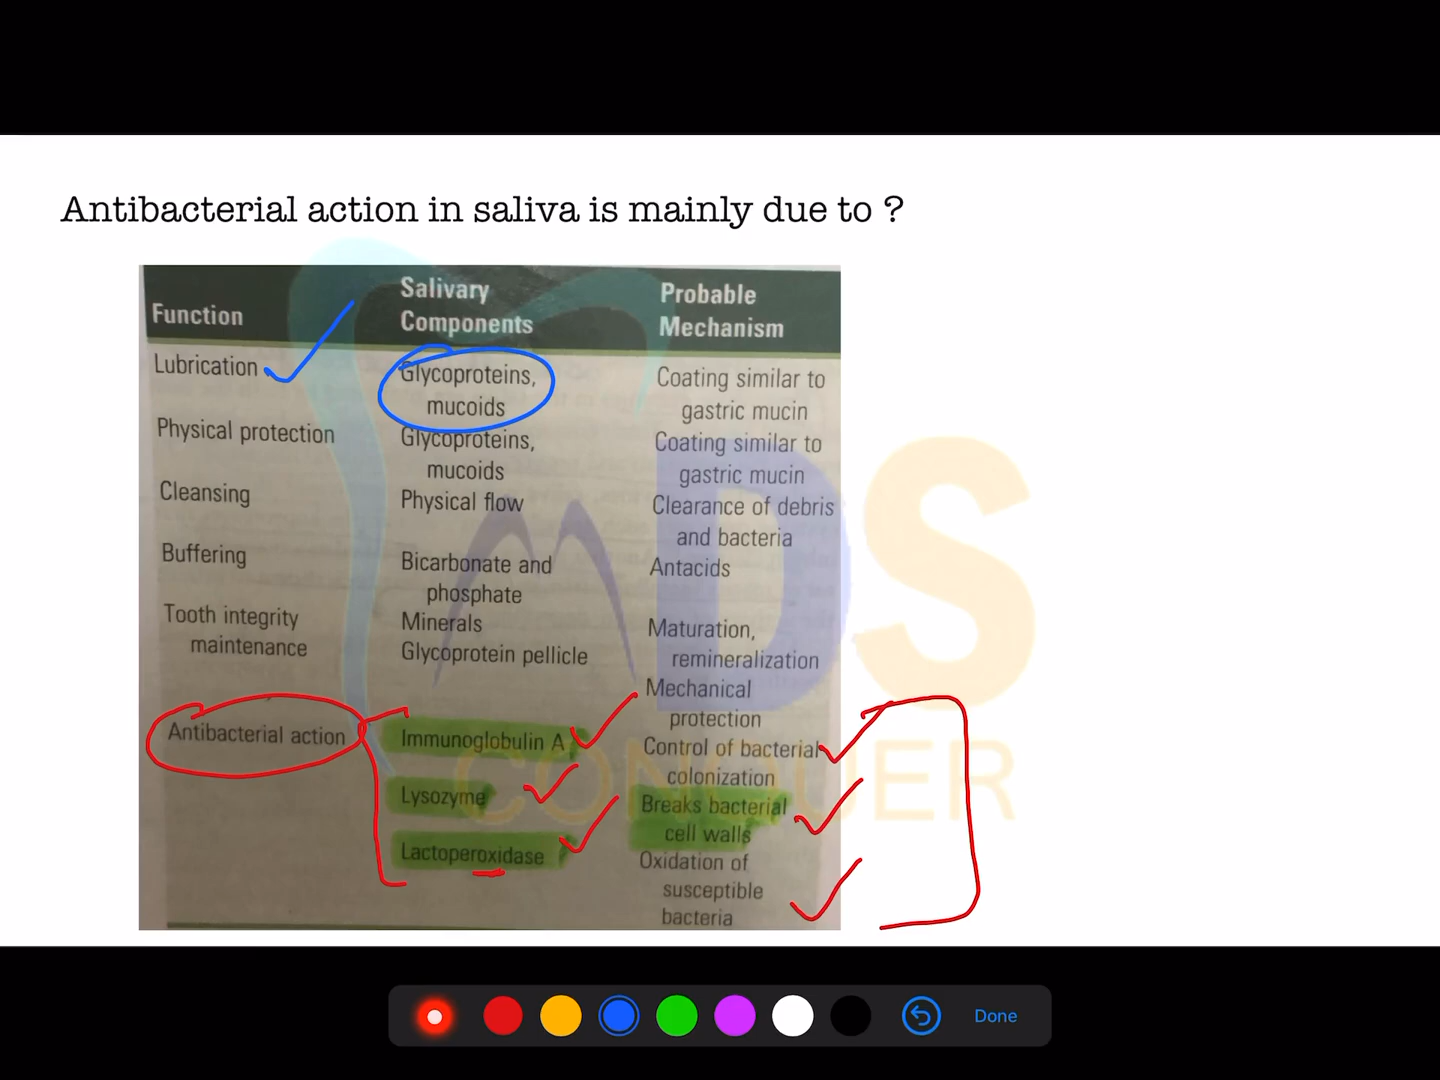 Antibacterial action in saliva is mainly due to ?
Function
Salivary
Components
Probable
Mechanism
Lubrication
Glycoproteins,
mucoids
Coating similar to
gastric mucin
Physical protection
Glycoproteins,
mucoids
Coating similar to
gastric mucin
Cleansing
Physical flow
Clearance of debris
and bacteria
Buffering
Bicarbonate and
phosphate
Antacids
Tooth integrity
maintenance
Minerals
Glycoprotein pellicle
Maturation,
remineralization
Mechanical
protection
Antibacterial action
Immunoglobulin A
Control of bacterial
colonization
Lysozyme
Breaks bacterial
cell walls
Lactoperoxidase
Oxidation of
susceptible
bacteria
MDS
CONQUER
Done